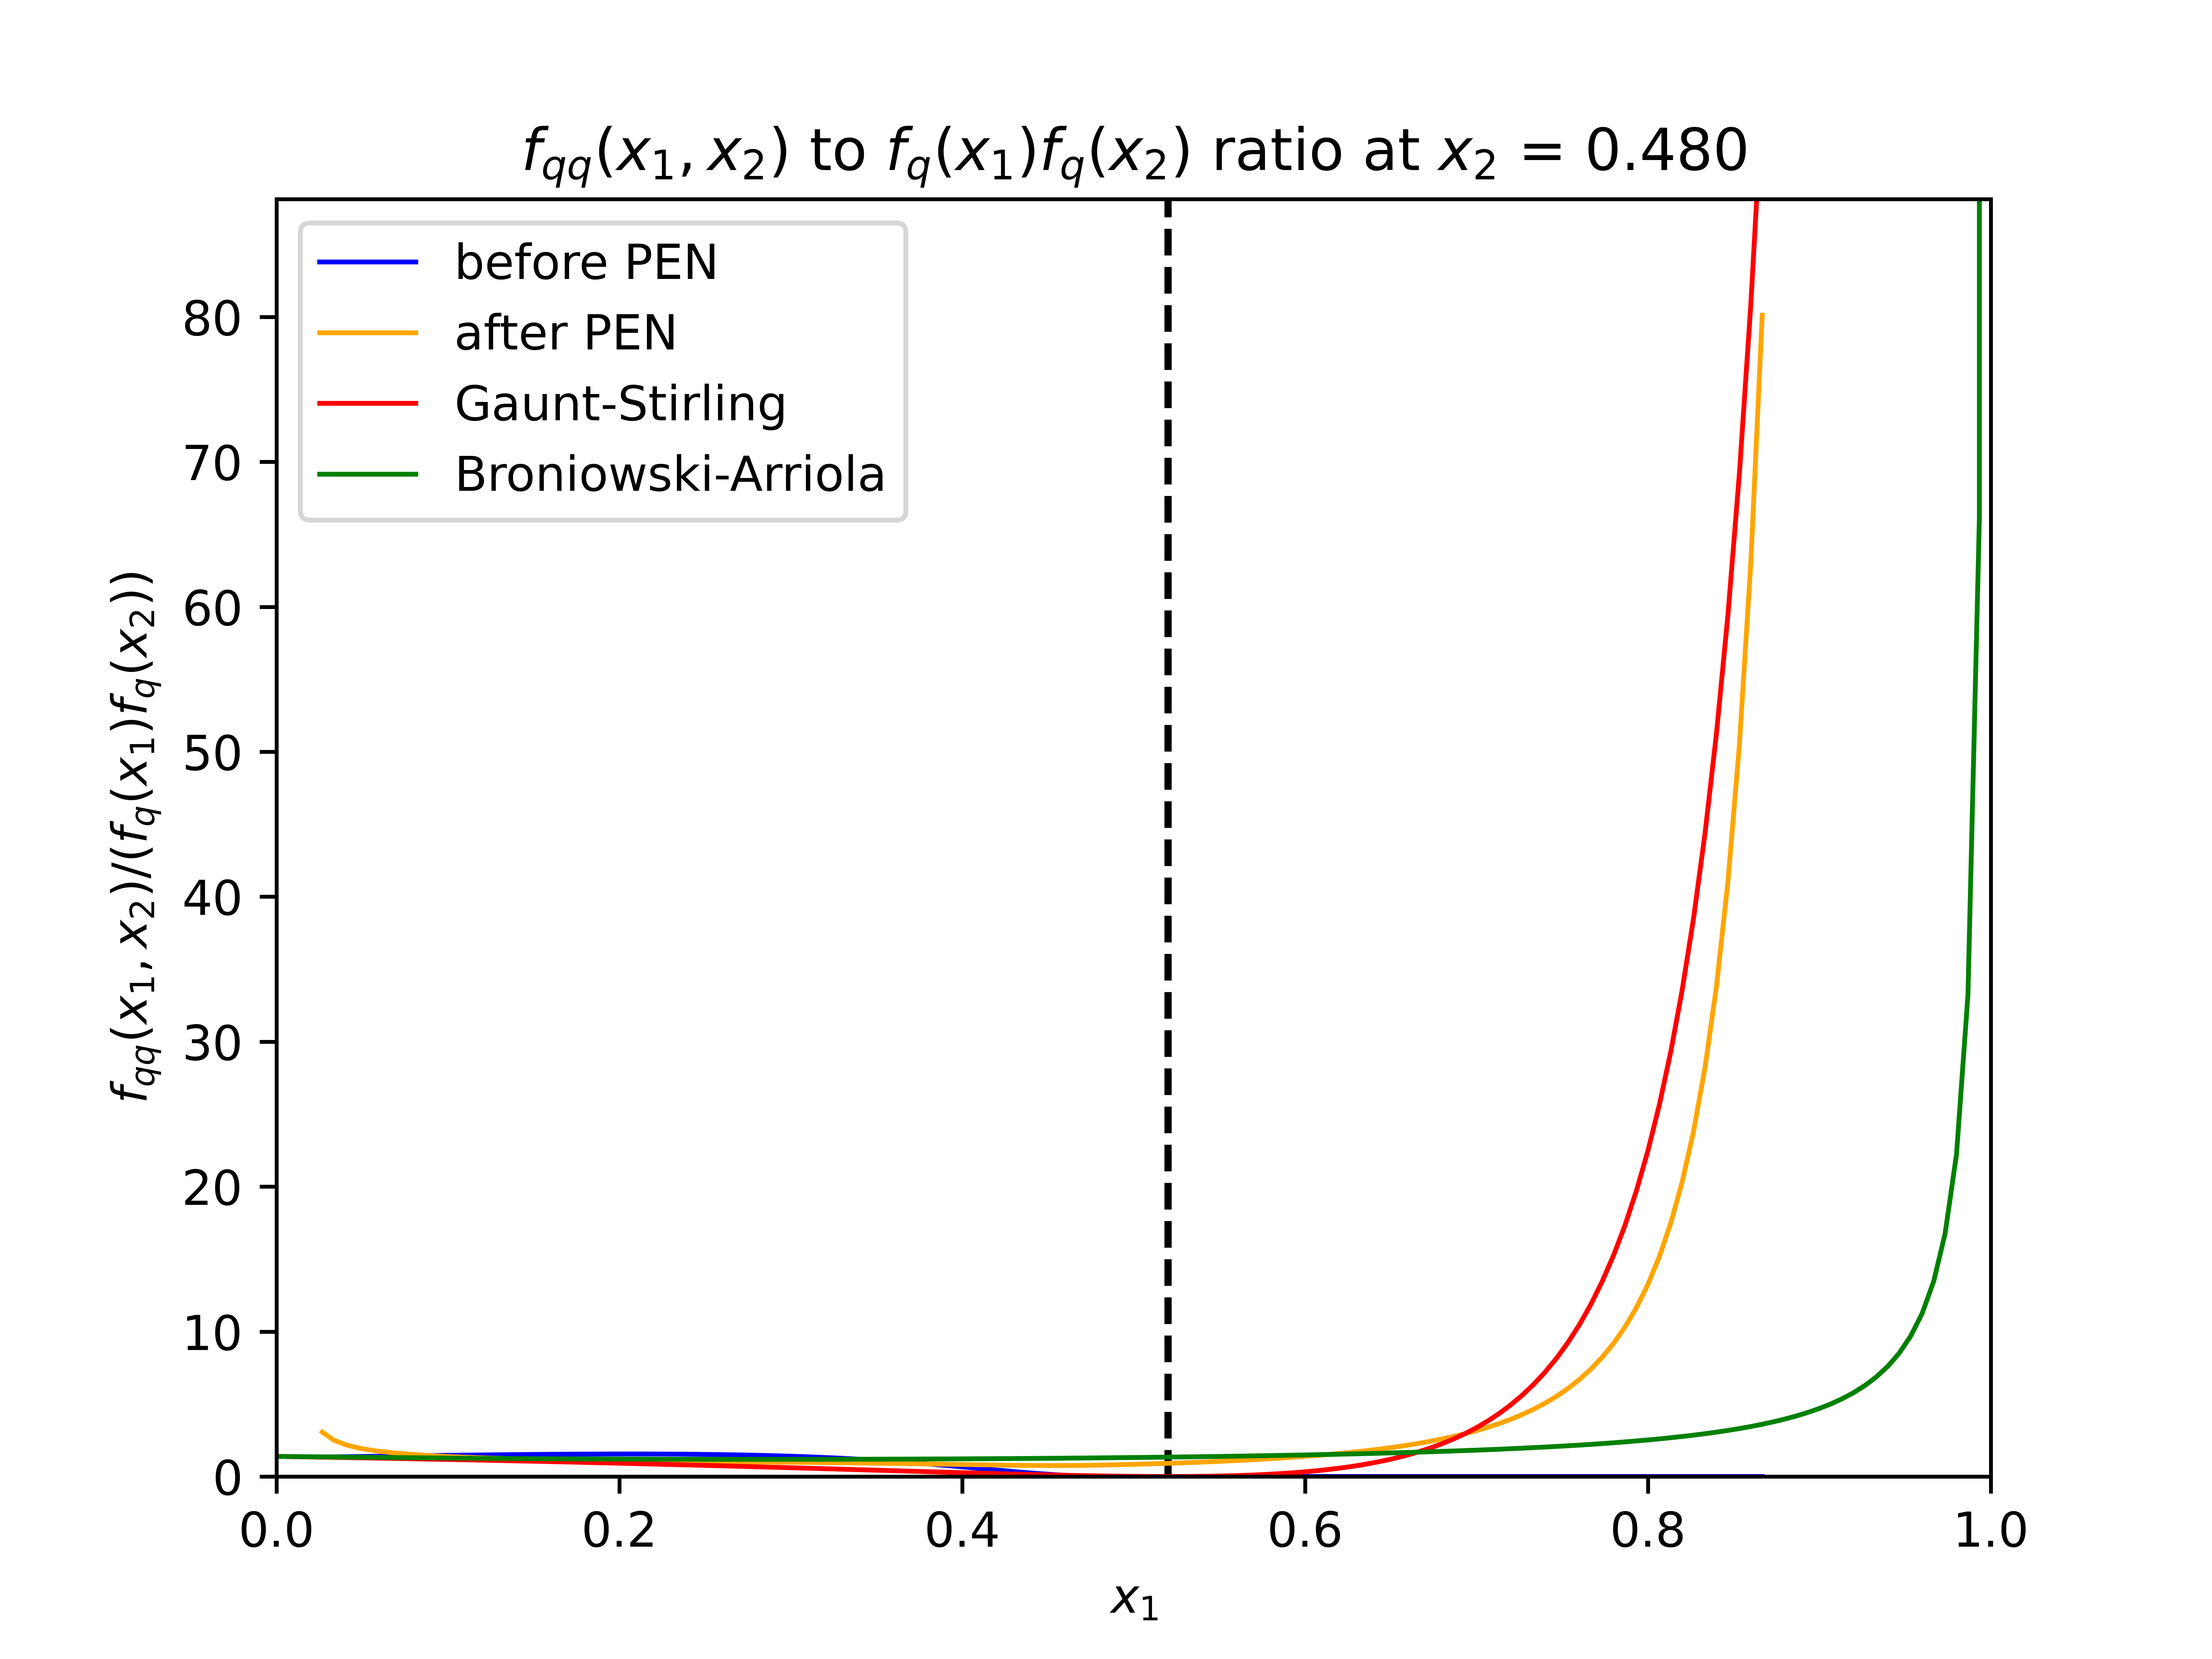 f_qq(x_1, x_2) to f_q(x_1)f_q(x_2) ratio at x_2 = 0.480
before PEN
after PEN
Gaunt-Stirling
Broniowski-Arriola
f_qq(x_1, x_2)/(f_q(x_1)f_q(x_2))
80
70
60
50
40
30
20
10
0
0.0 0.2 0.4 0.6 0.8 1.0
x_1